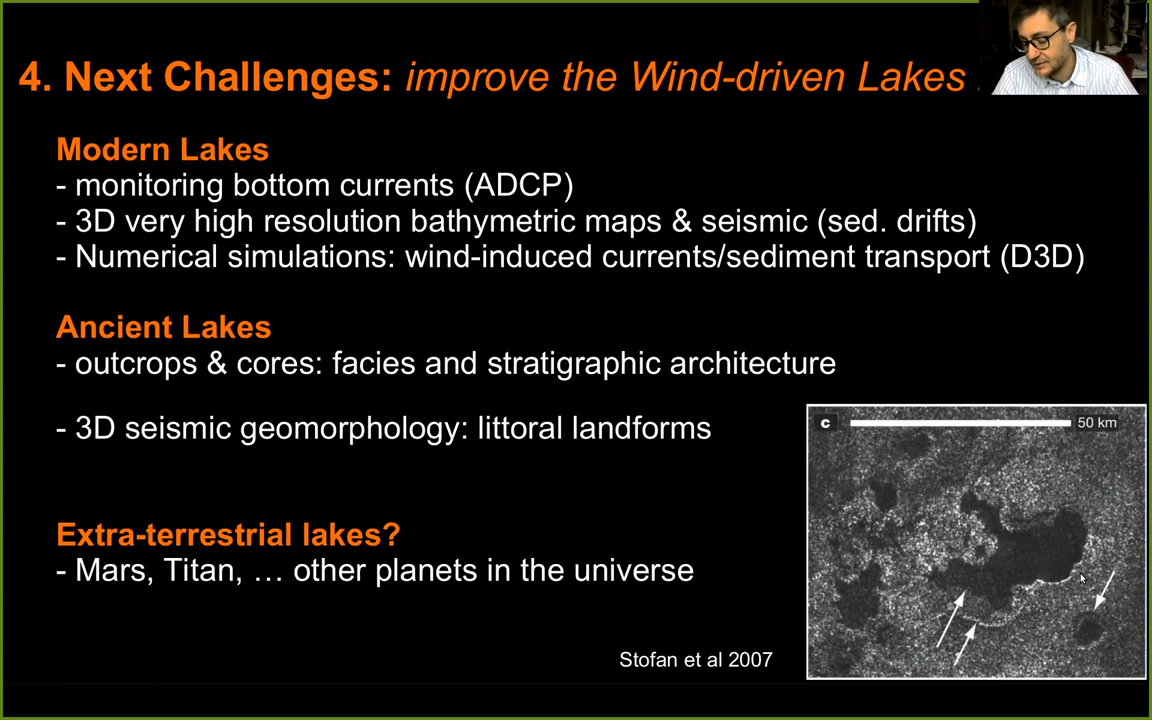 4. Next Challenges: improve the Wind-driven Lakes
Modern Lakes
- monitoring bottom currents (ADCP)
- 3D very high resolution bathymetric maps & seismic (sed. drifts)
- Numerical simulations: wind-induced currents/sediment transport (D3D)
Ancient Lakes
- outcrops & cores: facies and stratigraphic architecture
- 3D seismic geomorphology: littoral landforms
c 50 km
Extra-terrestrial lakes?
- Mars, Titan, … other planets in the universe
Stofan et al 2007